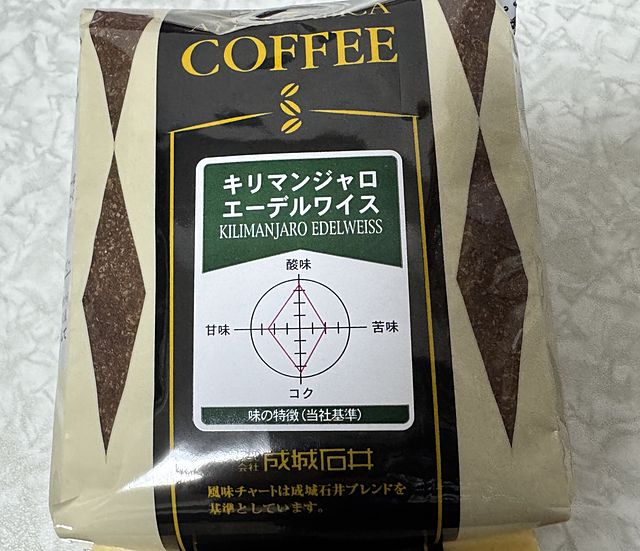 COFFEE
キリマンジャロ
エーデルワイス
KILIMANJARO EDELWEISS
酸味
甘味
苦味
コク
味の特徴(当社基準)
成城石井
風味チャートは成城石井ブレンドを
基準としています。